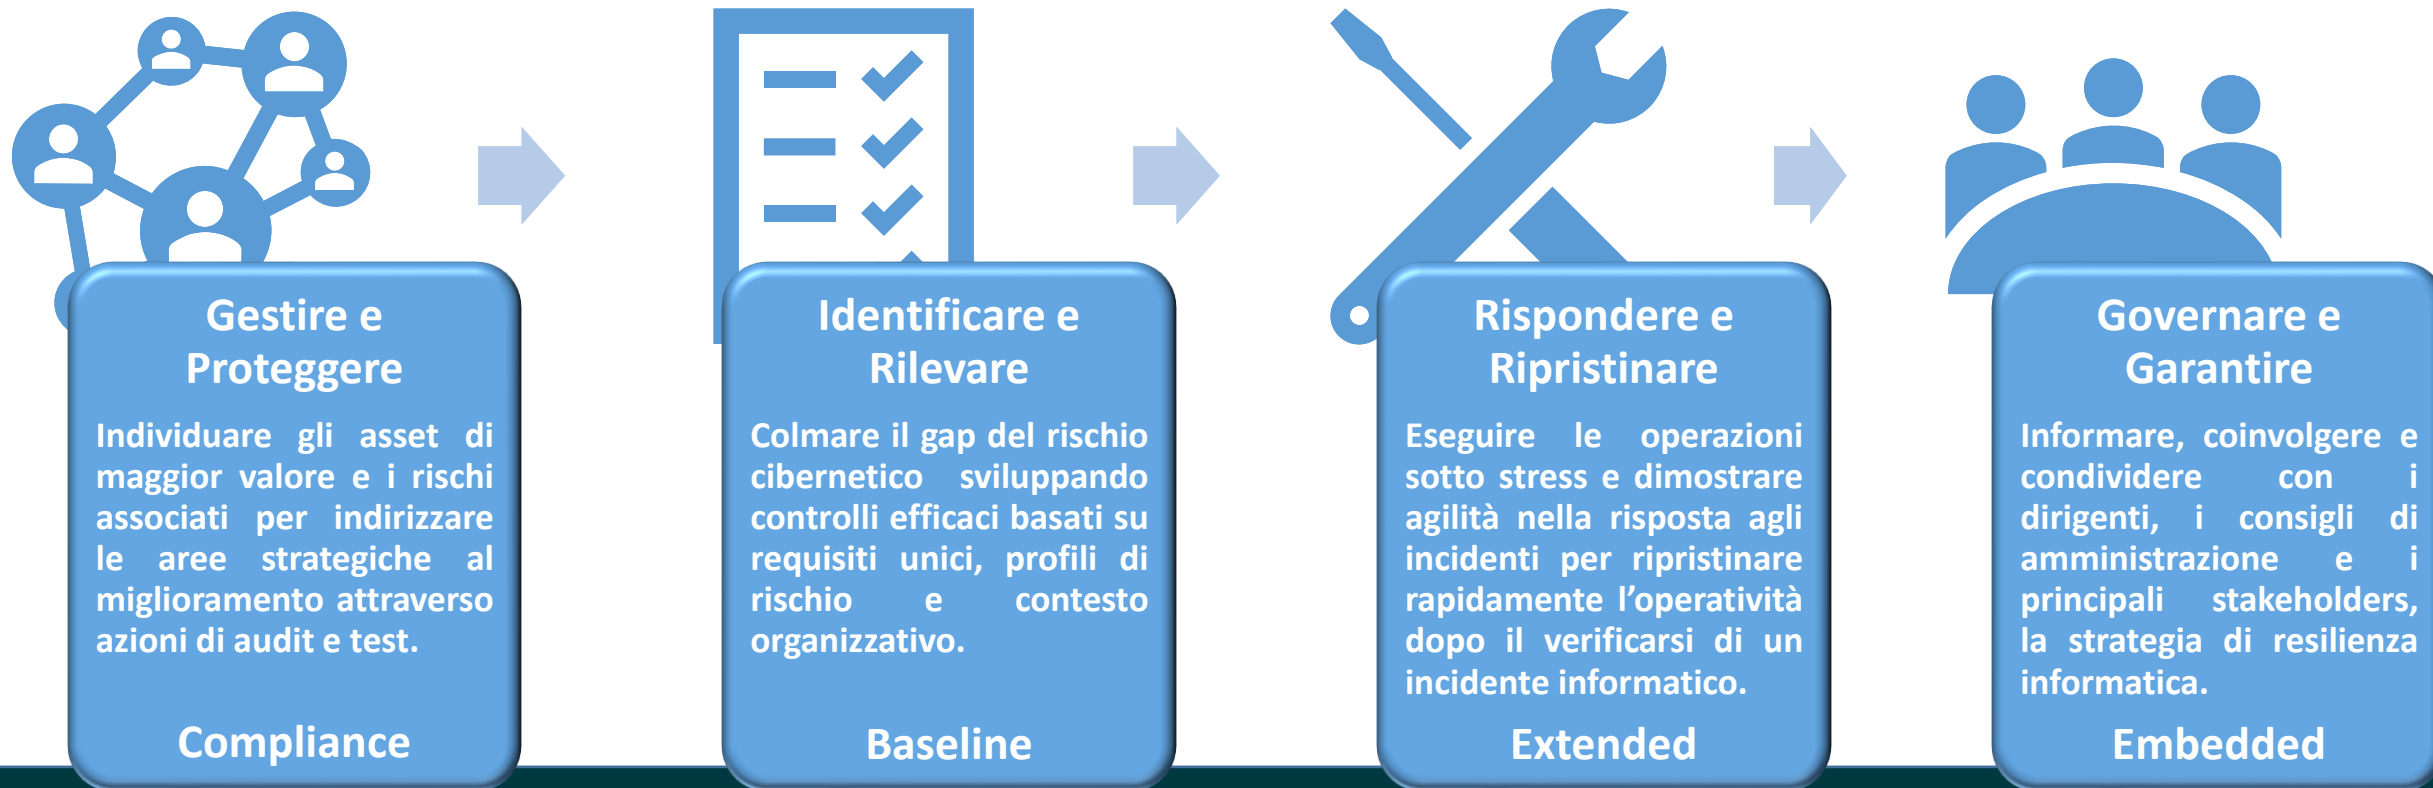 Gestire e
Proteggere
Individuare gli asset di
maggior valore e i rischi
associati per indirizzare
le aree strategiche al
miglioramento attraverso
azioni di audit e test.
Compliance
Identificare e
Rilevare
Colmare il gap del rischio
cibernetico sviluppando
controlli efficaci basati su
requisiti unici, profili di
rischio e contesto
organizzativo.
Baseline
Rispondere e
Ripristinare
Eseguire le operazioni
sotto stress e dimostrare
agilità nella risposta agli
incidenti per ripristinare
rapidamente l’operatività
dopo il verificarsi di un
incidente informatico.
Extended
Governare e
Garantire
Informare, coinvolgere e
condividere con i
dirigenti, i consigli di
amministrazione e i
principali stakeholders,
la strategia di resilienza
informatica.
Embedded